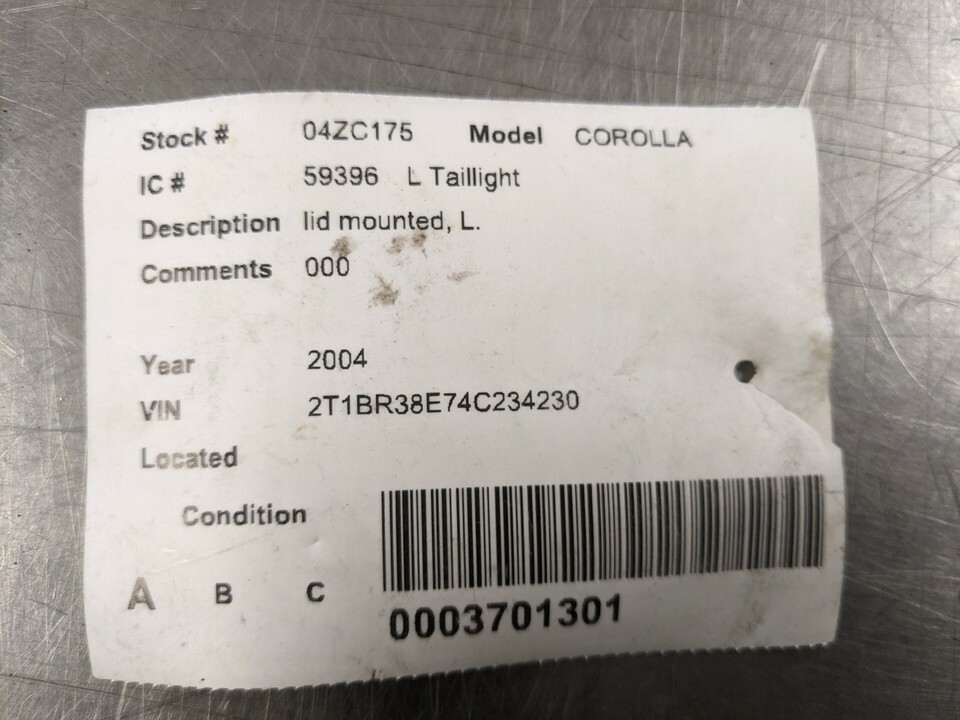 Stock # 04ZC175 Model COROLLA
IC # 59396 L Taillight
Description lid mounted, L.
Comments 000
Year 2004
VIN 2T1BR38E74C234230
Located
Condition
A B C
0003701301